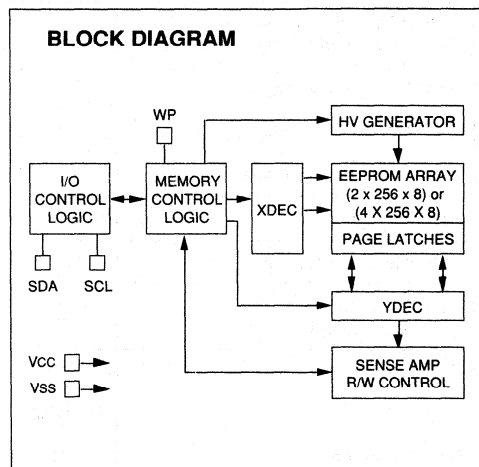 BLOCK DIAGRAM
WP
HV GENERATOR
I/O
CONTROL
LOGIC
MEMORY
CONTROL
LOGIC
XDEC
EEPROM ARRAY
(2 x 256 x 8) or
(4 X 256 X 8)
PAGE LATCHES
SDA
SCL
YDEC
VCC
VSS
SENSE AMP
R/W CONTROL